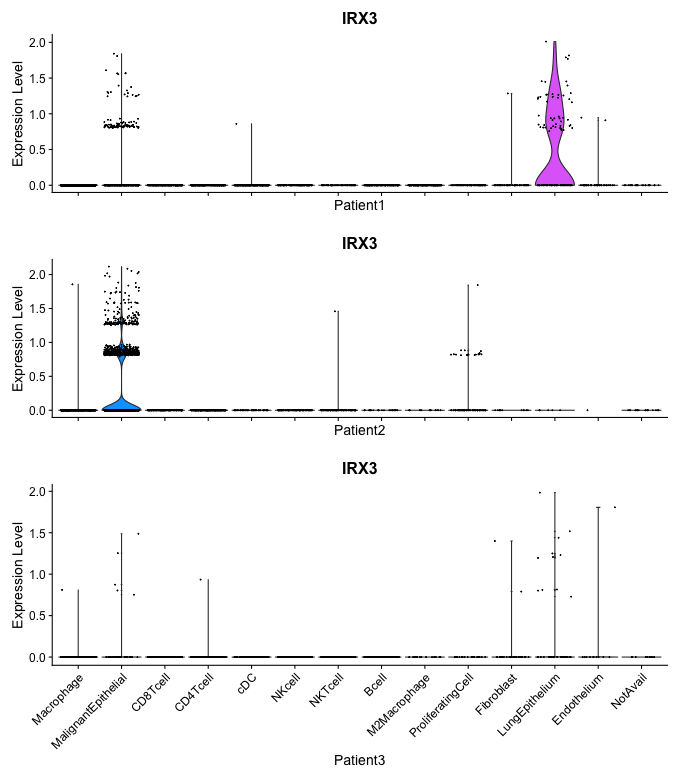 IRX3
Expression Level
2.0
1.5
1.0
0.5
0.0
Patient1
IRX3
Expression Level
2.0
1.5
1.0
0.5
0.0
Patient2
IRX3
Expression Level
2.0
1.5
1.0
0.5
0.0
Macrophage
MalignantEpithelial
CD8Tcell
CD4Tcell
cDC
NKcell
NKTcell
Bcell
M2Macrophage
ProliferatingCell
Fibroblast
LungEpithelium
Endothelium
NotAvail
Patient3